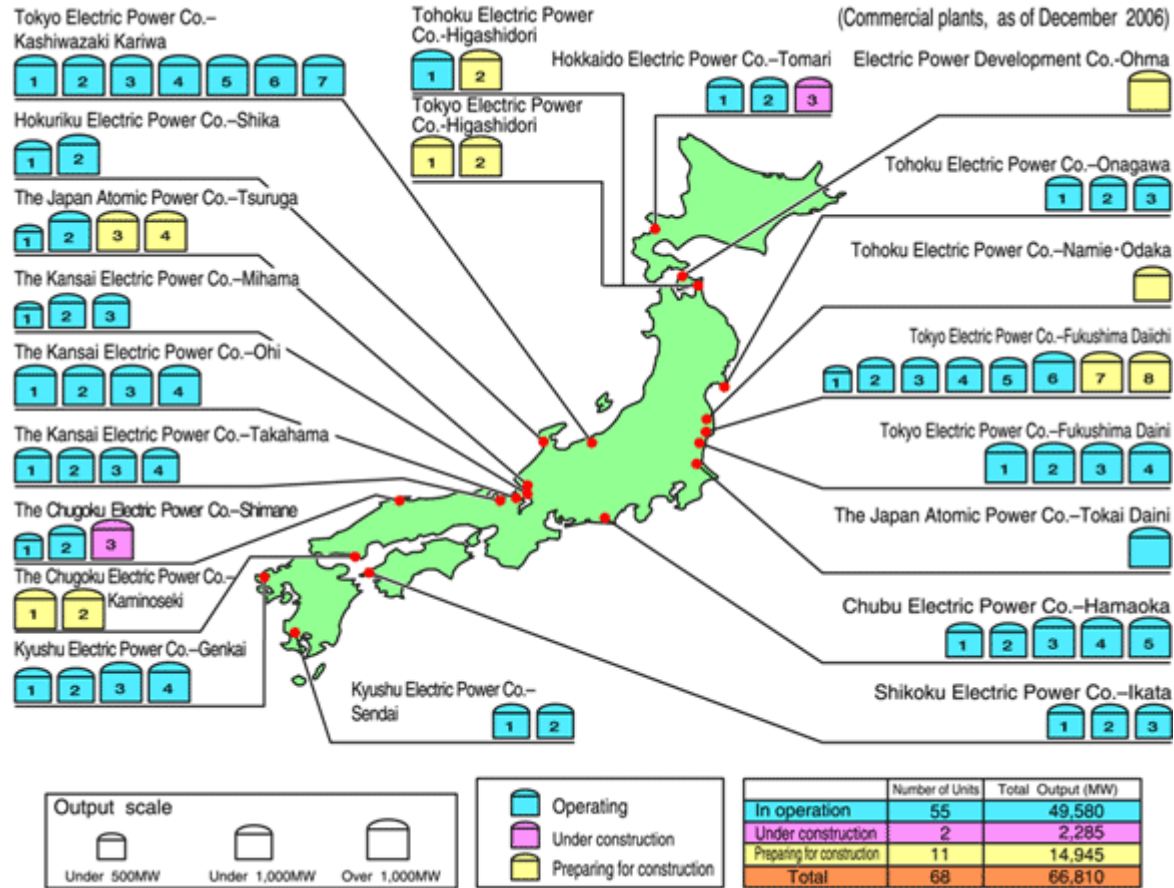 (Commercial plants, as of December 2006)
Tokyo Electric Power Co.–
Kashiwazaki Kariwa
1 2 3 4 5 6 7
Hokuriku Electric Power Co.–Shika
1 2
The Japan Atomic Power Co.–Tsuruga
1 2 3 4
The Kansai Electric Power Co.–Mihama
1 2 3
The Kansai Electric Power Co.–Ohi
1 2 3 4
The Kansai Electric Power Co.–Takahama
1 2 3 4
The Chugoku Electric Power Co.–Shimane
1 2 3
The Chugoku Electric Power Co.–
Kaminoseki
1 2
Kyushu Electric Power Co.–Genkai
1 2 3 4
Tohoku Electric Power
Co.-Higashidori
1 2
Tokyo Electric Power
Co.-Higashidori
1 2
Hokkaido Electric Power Co.–Tomari
1 2 3
Electric Power Development Co.-Ohma
Tohoku Electric Power Co.–Onagawa
1 2 3
Tohoku Electric Power Co.–Namie・Odaka
Tokyo Electric Power Co.–Fukushima Daiichi
1 2 3 4 5 6 7 8
Tokyo Electric Power Co.–Fukushima Daini
1 2 3 4
The Japan Atomic Power Co.–Tokai Daini
Chubu Electric Power Co.–Hamaoka
1 2 3 4 5
Shikoku Electric Power Co.–Ikata
1 2 3
Kyushu Electric Power Co.–
Sendai
1 2
Output scale
Under 500MW Under 1,000MW Over 1,000MW
Operating
Under construction
Preparing for construction
Number of Units Total Output (MW)
In operation 55 49,580
Under construction 2 2,285
Preparing for construction 11 14,945
Total 68 66,810